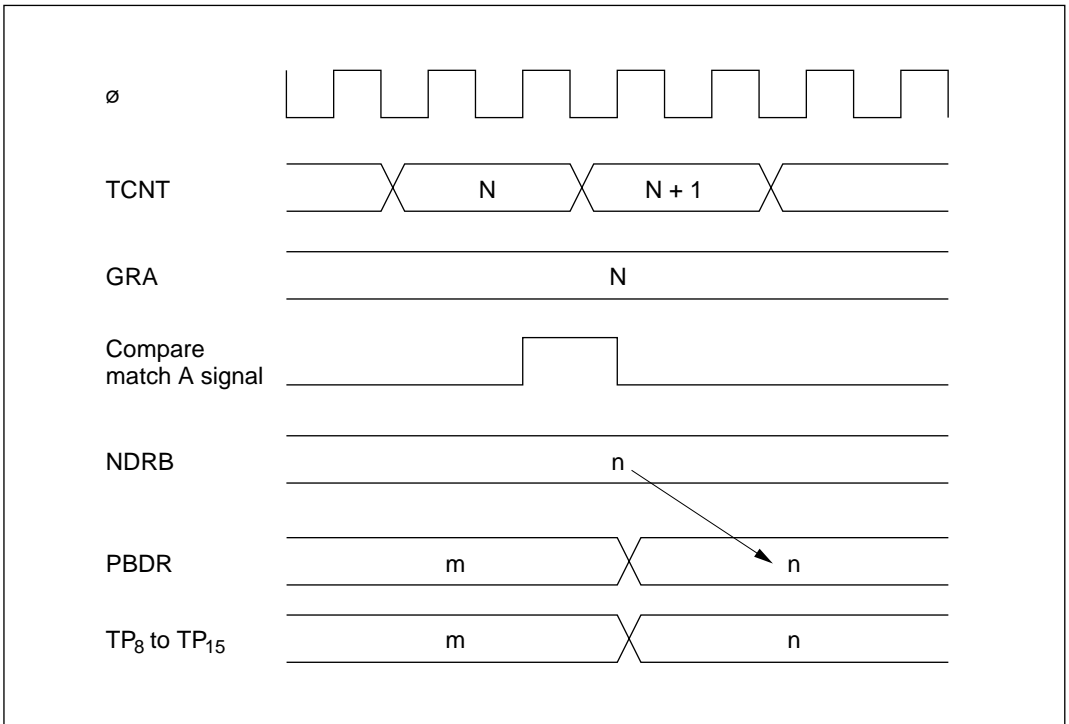 ø
TCNT N N + 1
GRA N
Compare
match A signal
NDRB n
PBDR m n
TP8 to TP15 m n